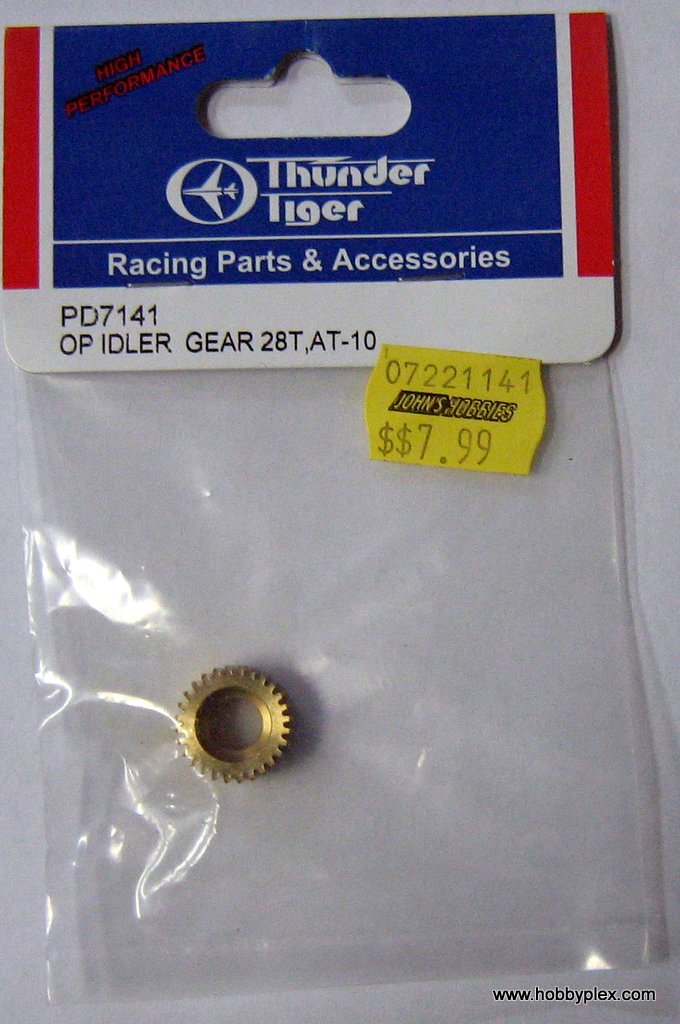 HIGH
PERFORMANCE
Thunder
Tiger
Racing Parts & Accessories
PD7141
OP IDLER GEAR 28T,AT-10
07221141
JOHN'S HOBBIES
$$7.99
www.hobbyplex.com